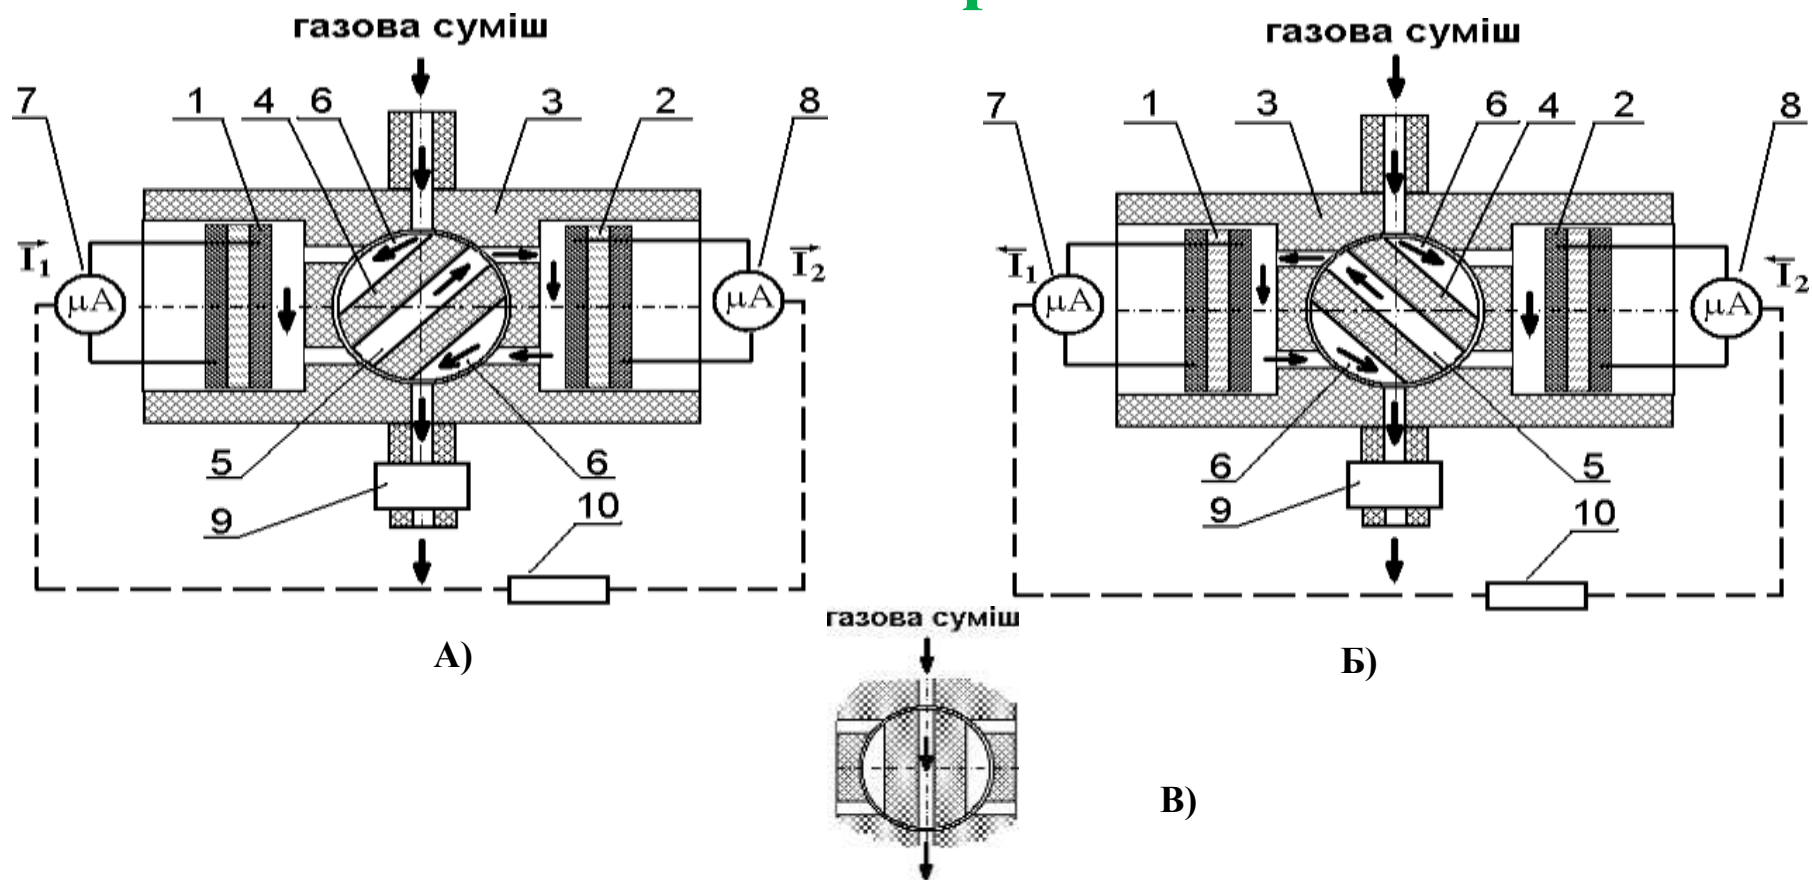 газова суміш
7 1 4 6 3 2 8
I₁ μA μA I₂
5 6
9 10
А)
газова суміш
7 1 3 6 4 2 8
I₁ μA μA I₂
6 5
9 10
Б)
газова суміш
В)